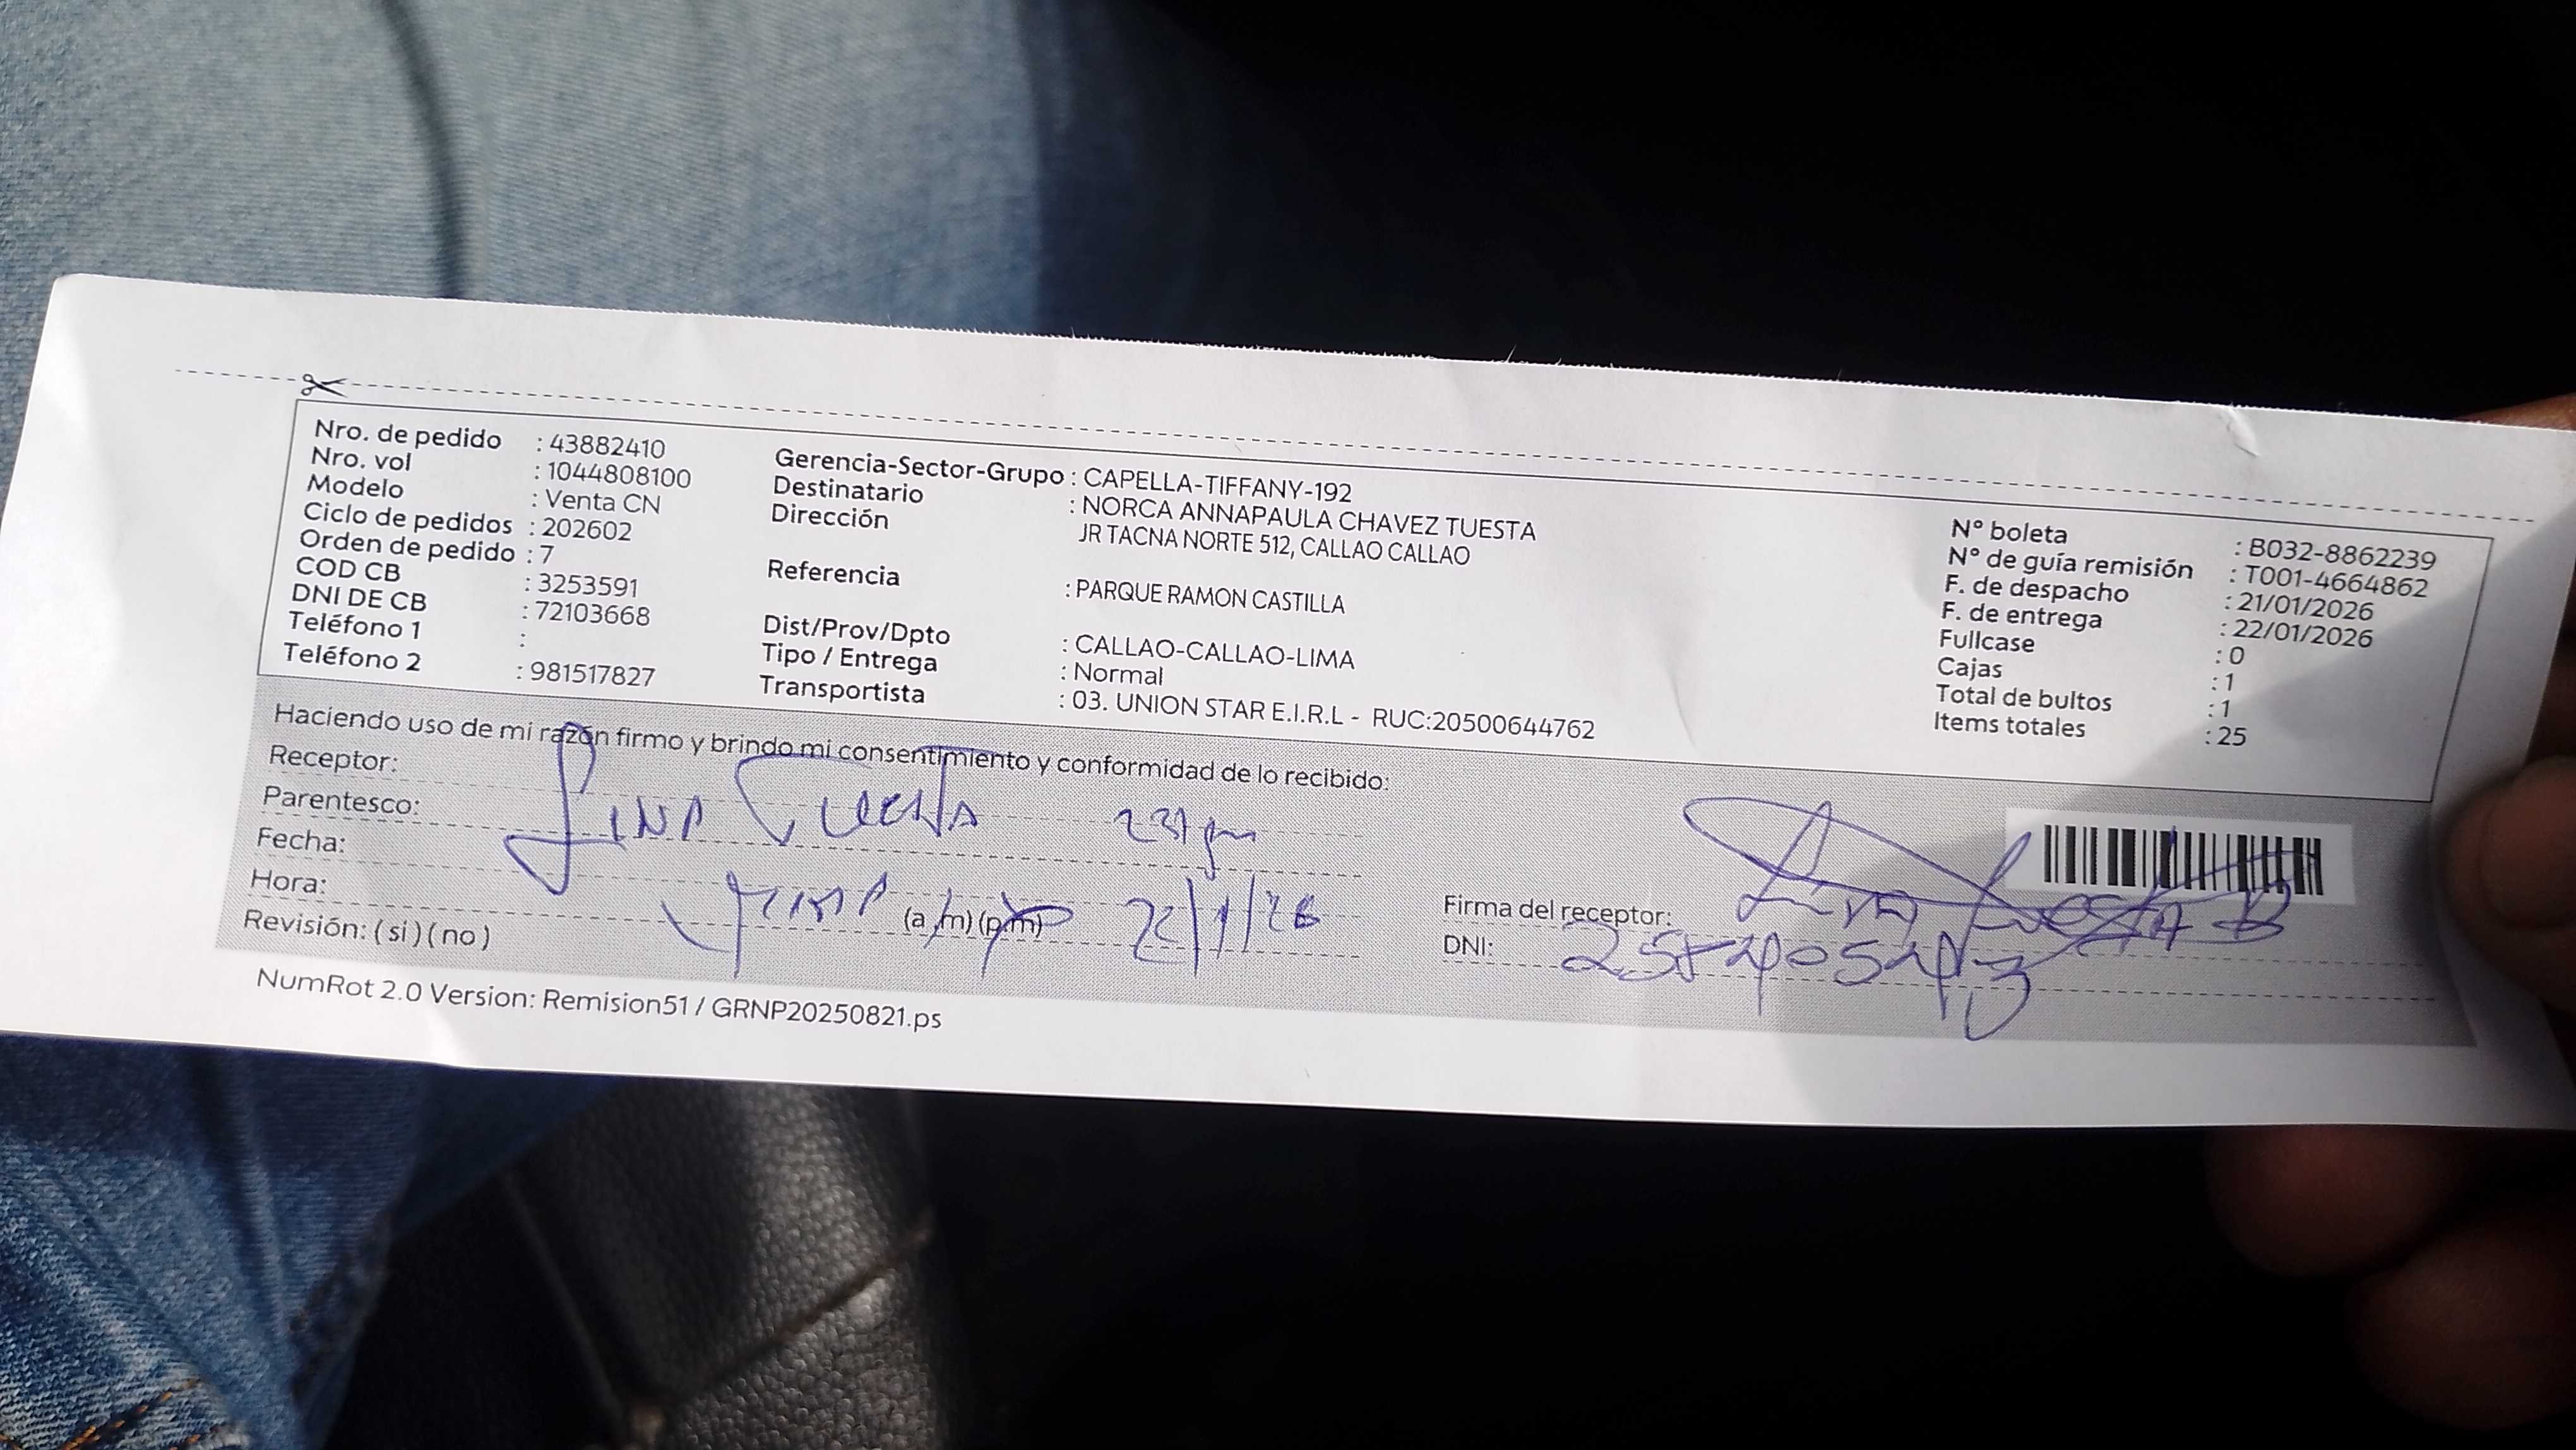 Nro. de pedido : 43882410
Nro. vol : 1044808100
Modelo : Venta CN
Ciclo de pedidos : 202602
Orden de pedido : 7
COD CB : 3253591
DNI DE CB : 72103668
Teléfono 1 :
Teléfono 2 : 981517827
Gerencia-Sector-Grupo : CAPELLA-TIFFANY-192
Destinatario : NORCA ANNAPAULA CHAVEZ TUESTA
Dirección JR TACNA NORTE 512, CALLAO CALLAO
Referencia : PARQUE RAMON CASTILLA
Dist/Prov/Dpto : CALLAO-CALLAO-LIMA
Tipo / Entrega : Normal
Transportista : 03. UNION STAR E.I.R.L - RUC:20500644762
N° boleta : B032-8862239
N° de guía remisión : T001-4664862
F. de despacho : 21/01/2026
F. de entrega : 22/01/2026
Fullcase : 0
Cajas : 1
Total de bultos : 1
Items totales : 25
Haciendo uso de mi razón firmo y brindo mi consentimiento y conformidad de lo recibido:
Receptor:
Parentesco: Lina Tuesta
Fecha:
Hora: (a.m) (p.m) 22/1/26
Revisión: ( si ) ( no )
Firma del receptor: Lina Tuesta B
DNI:
NumRot 2.0 Version: Remision51 / GRNP20250821.ps